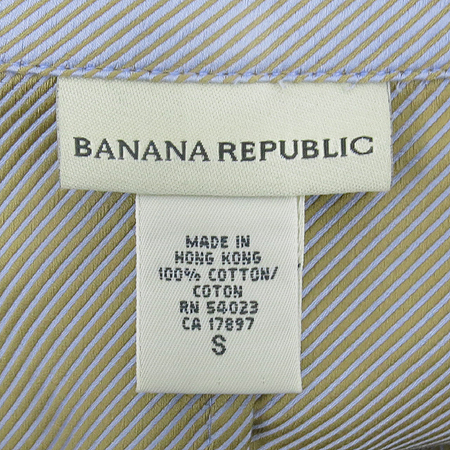 BANANA REPUBLIC
MADE IN
HONG KONG
100% COTTON/
COTON
RN 54023
CA 17897
S